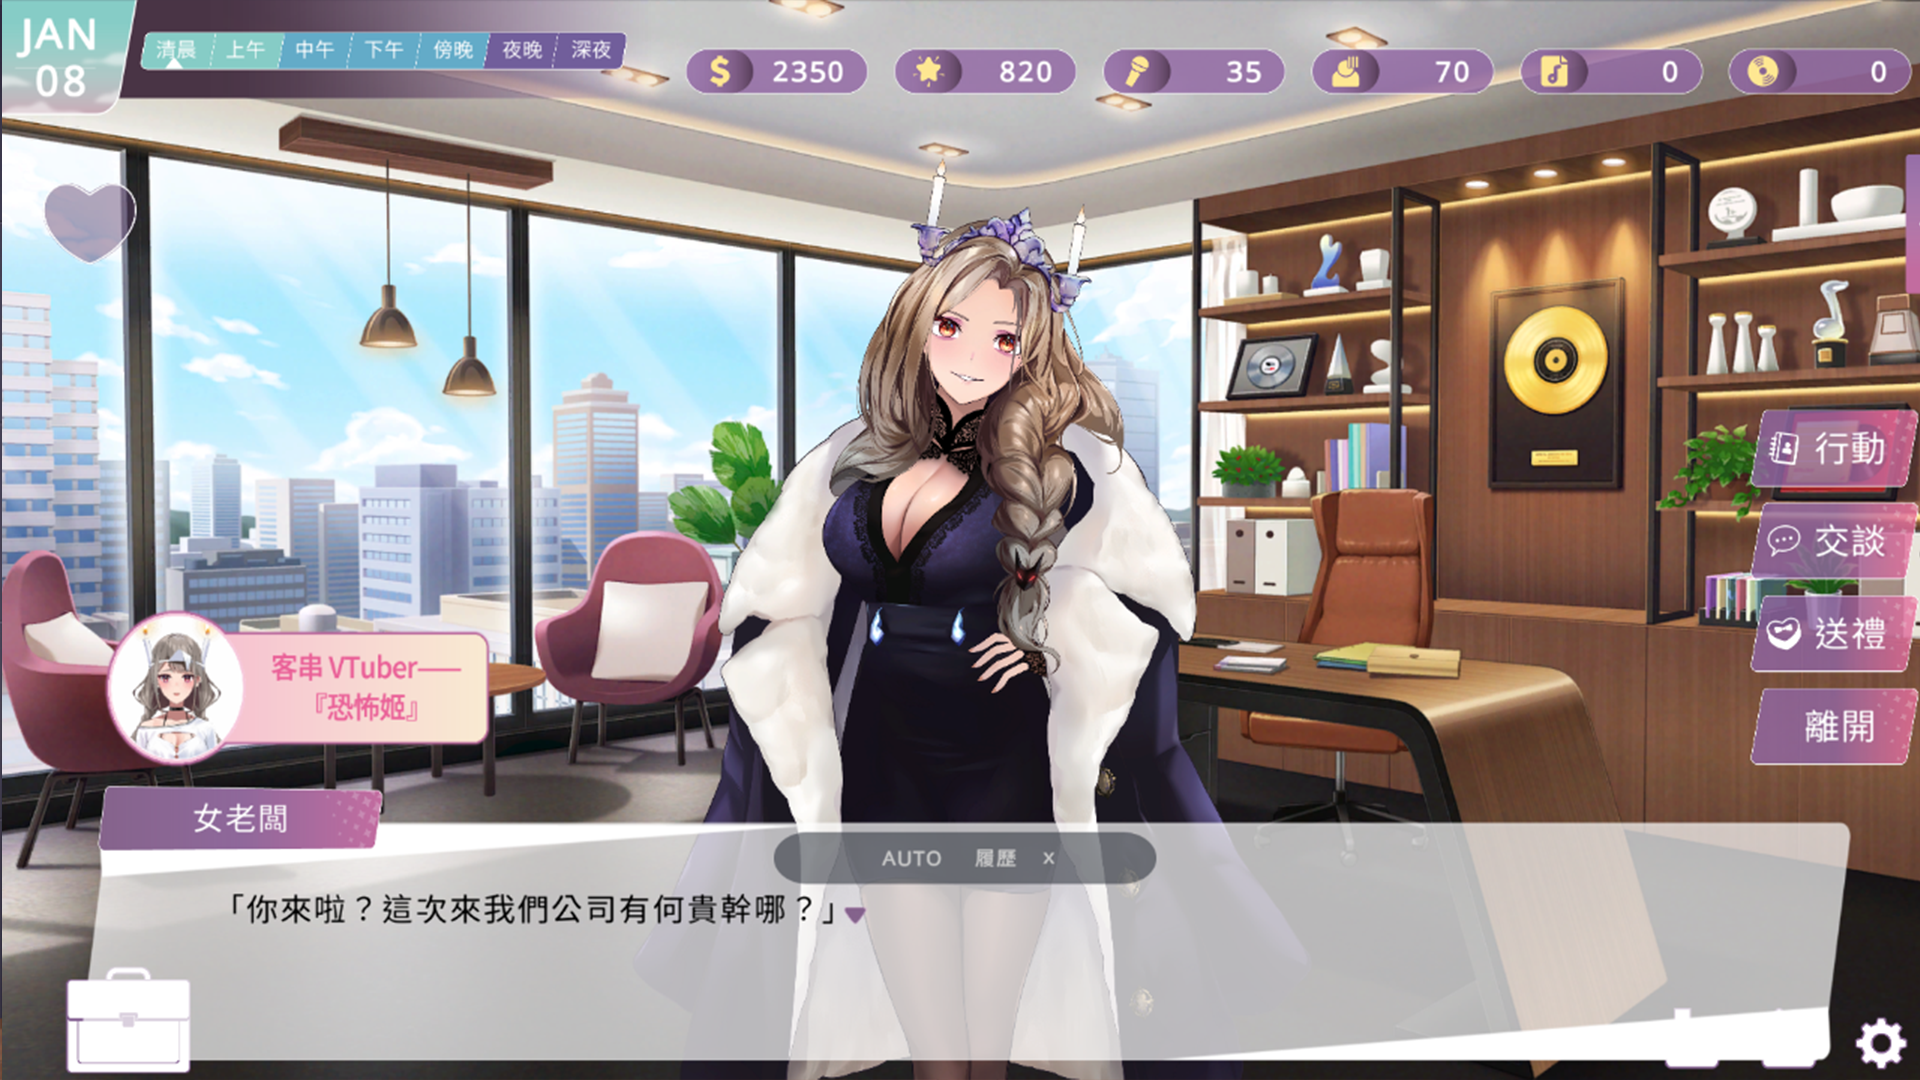 JAN
08
清晨 上午 中午 下午 傍晚 夜晚 深夜
2350
820
35
70
0
0
行動
交談
送禮
離開
客串 VTuber——
『恐怖姬』
女老闆
AUTO 履歷 X
「你來啦？這次來我們公司有何貴幹哪？」